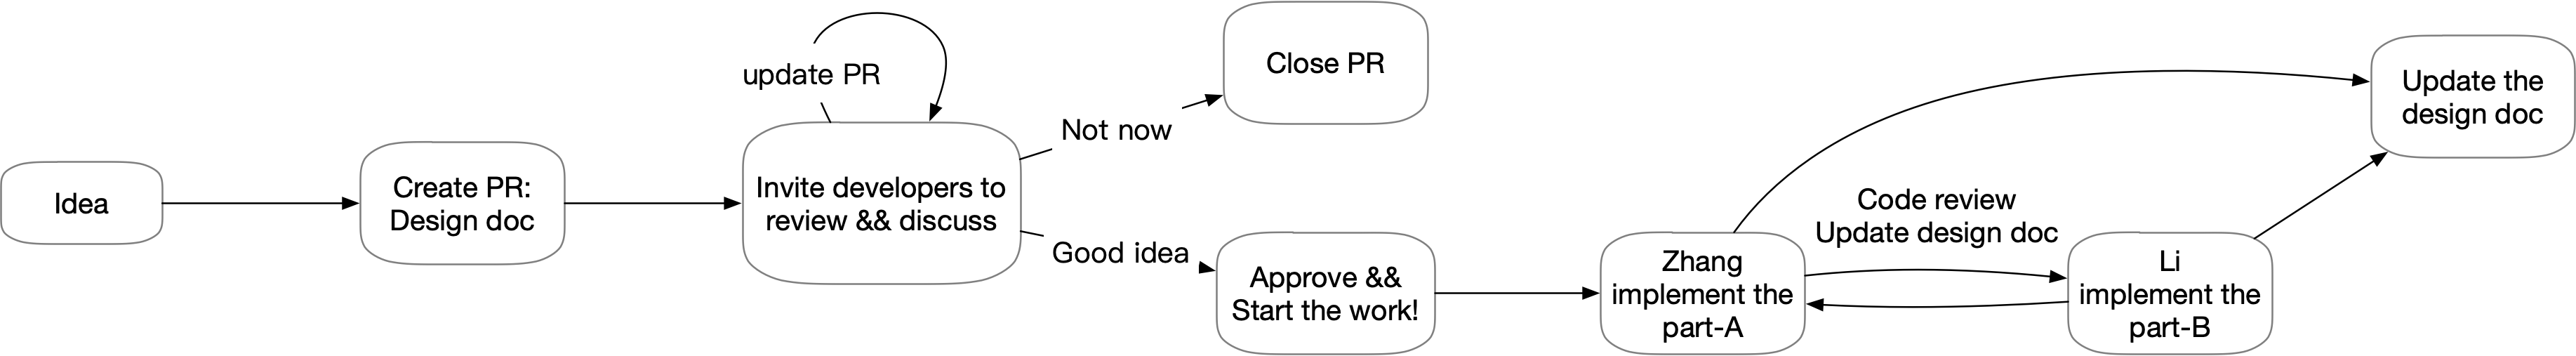 Idea
Create PR:
Design doc
update PR
Invite developers to
review && discuss
Not now
Close PR
Good idea
Approve &&
Start the work!
Zhang
implement the
part-A
Code review
Update design doc
Li
implement the
part-B
Update the
design doc